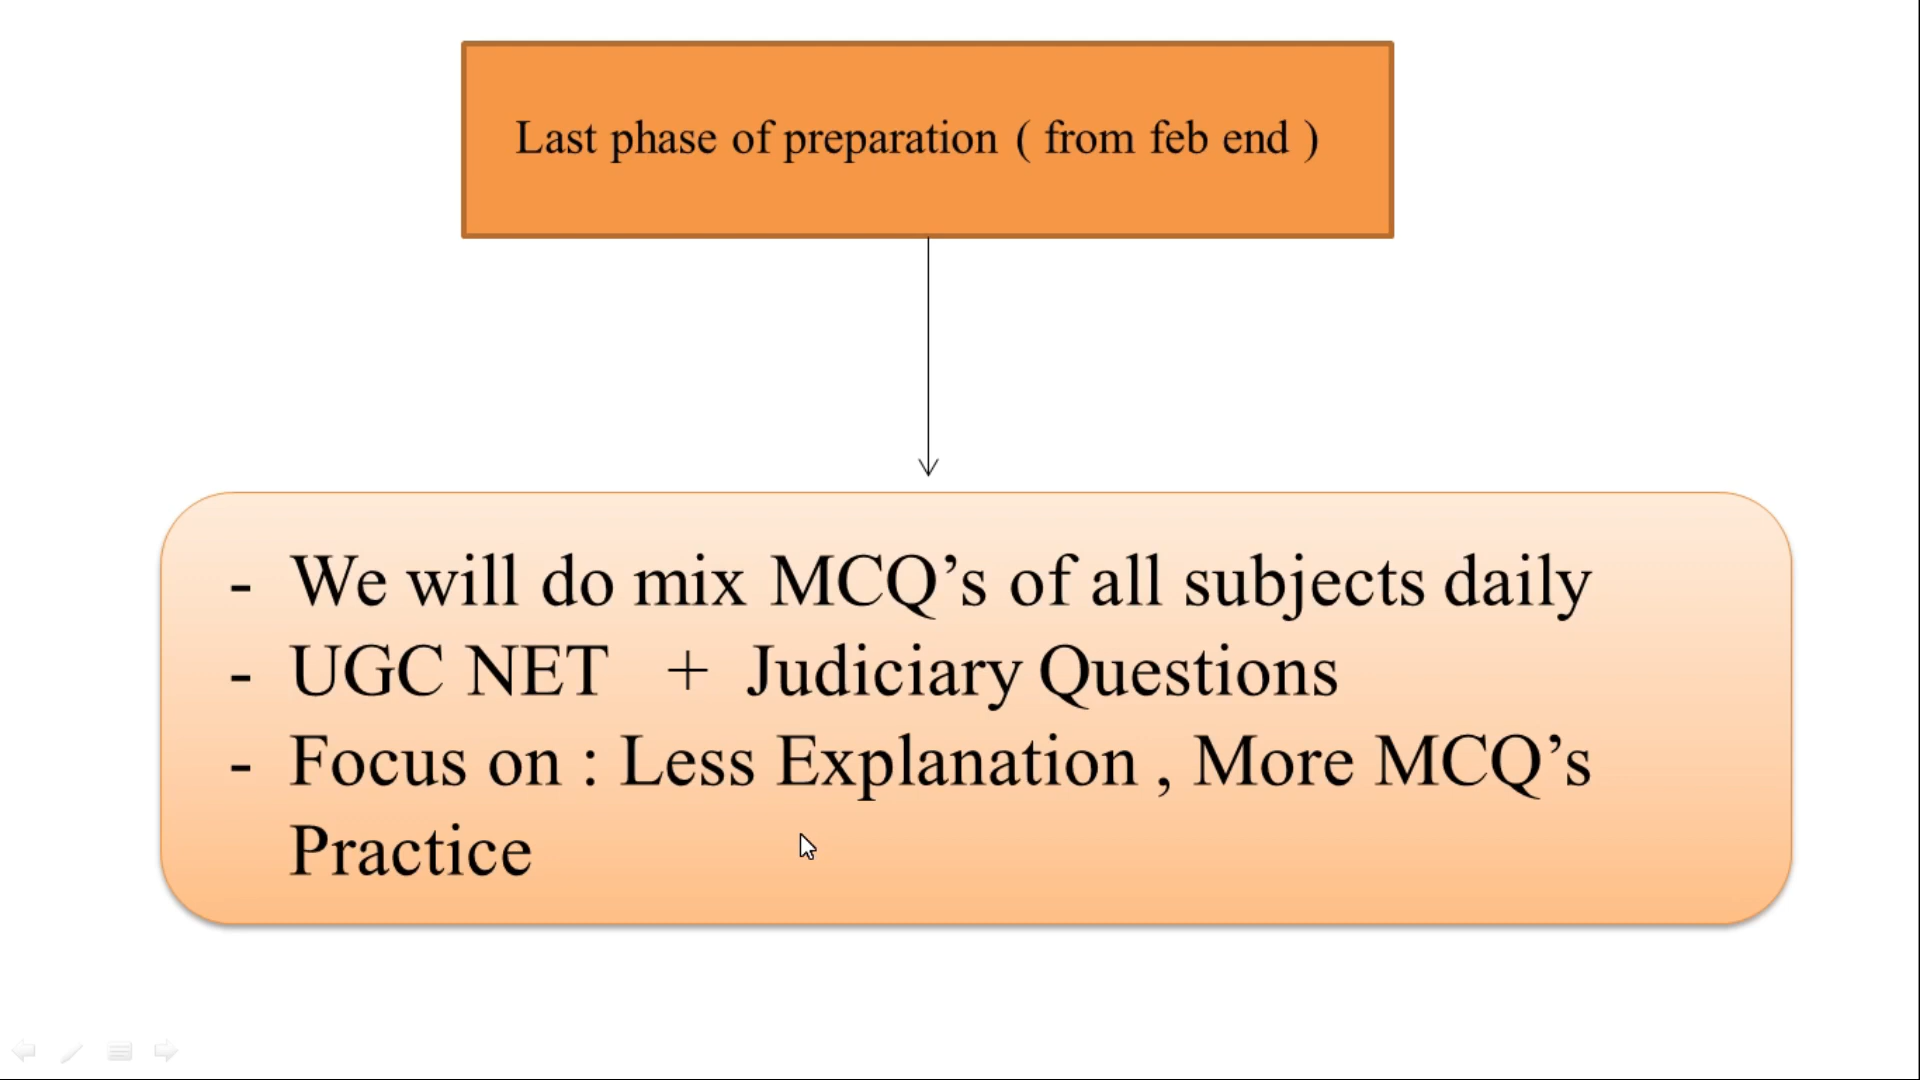 Last phase of preparation ( from feb end )
- We will do mix MCQ’s of all subjects daily
- UGC NET + Judiciary Questions
- Focus on : Less Explanation , More MCQ’s
Practice